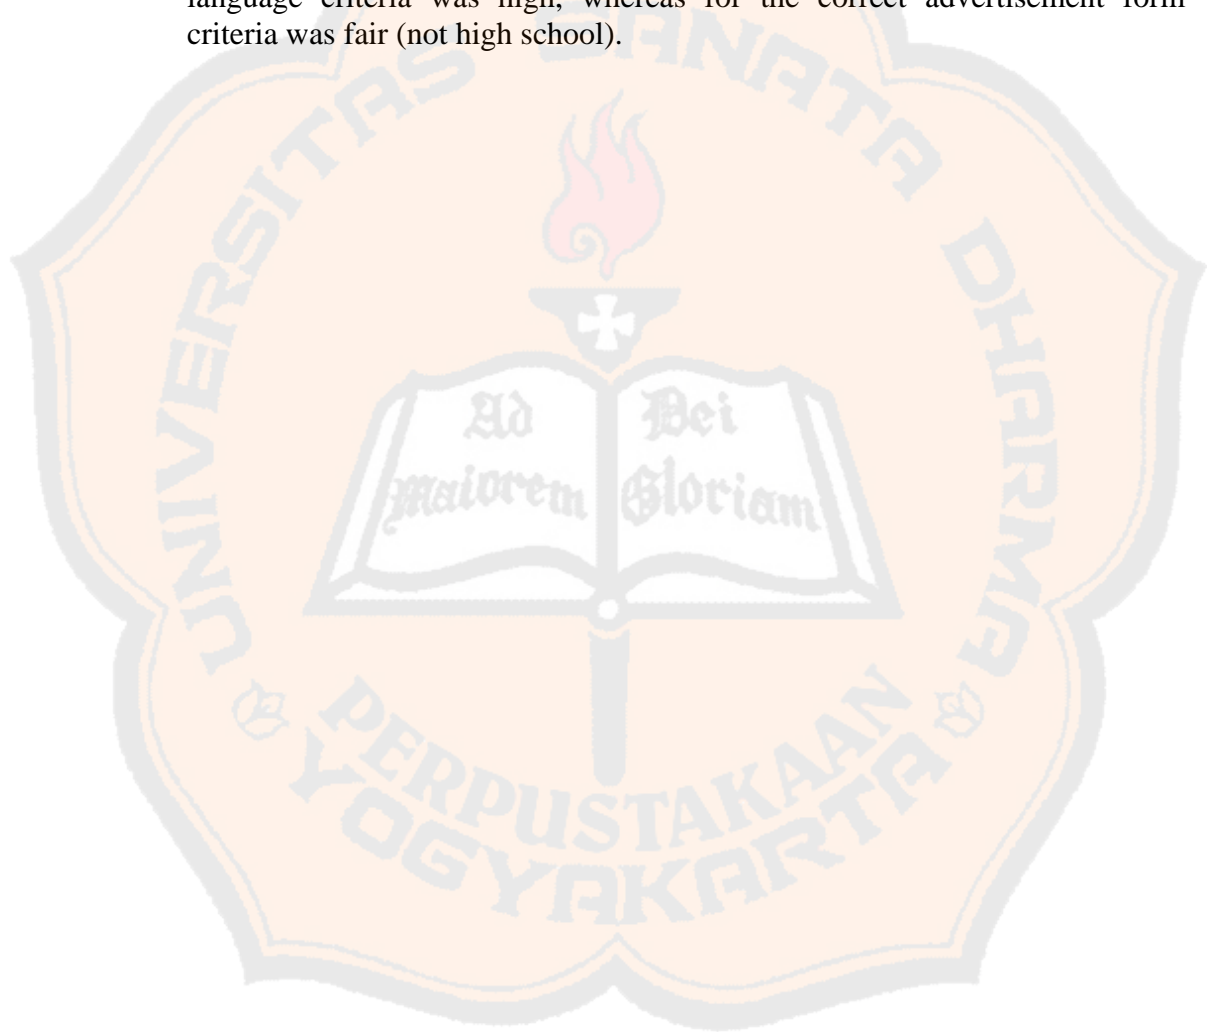 language criteria was high, whereas for the correct advertisement form
criteria was fair (not high school).
UNIVERSITAS SANATA DHARMA
Ad Dei
Maiorem Gloriam
PERPUSTAKAAN
YOGYAKARTA